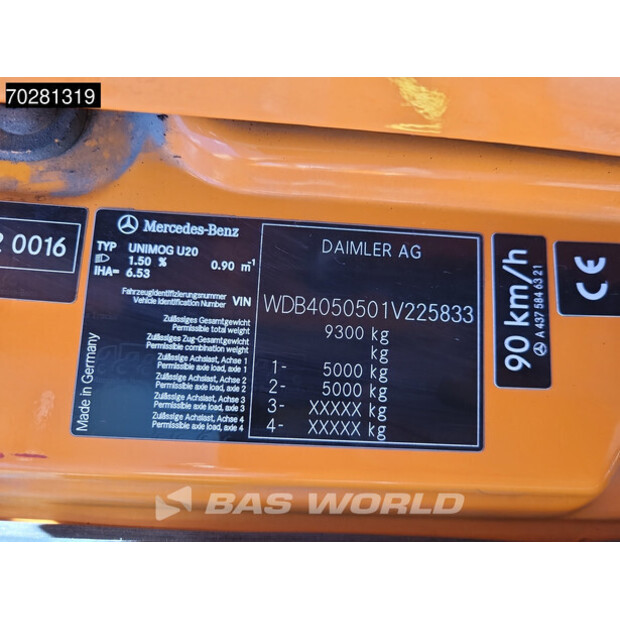 70281319
2 0016
Mercedes-Benz
TYP UNIMOG U20
1.50 % 0.90 m-1
IHA= 6.53
Fahrzeugidentifizierungsnummer
Vehicle Identification Number VIN
Zulässiges Gesamtgewicht
Permissible total weight
Zulässiges Zug-Gesamtgewicht
Permissible combination weight
Zulässige Achslast, Achse 1
Permissible axle load, axle 1
Zulässige Achslast, Achse 2
Permissible axle load, axle 2
Zulässige Achslast, Achse 3
Permissible axle load, axle 3
Zulässige Achslast, Achse 4
Permissible axle load, axle 4
Made in Germany
DAIMLER AG
WDB4050501V225833
9300 kg
kg
1- 5000 kg
2- 5000 kg
3- XXXXX kg
4- XXXXX kg
90 km/h
A 437 584 63 21
CE
BAS WORLD